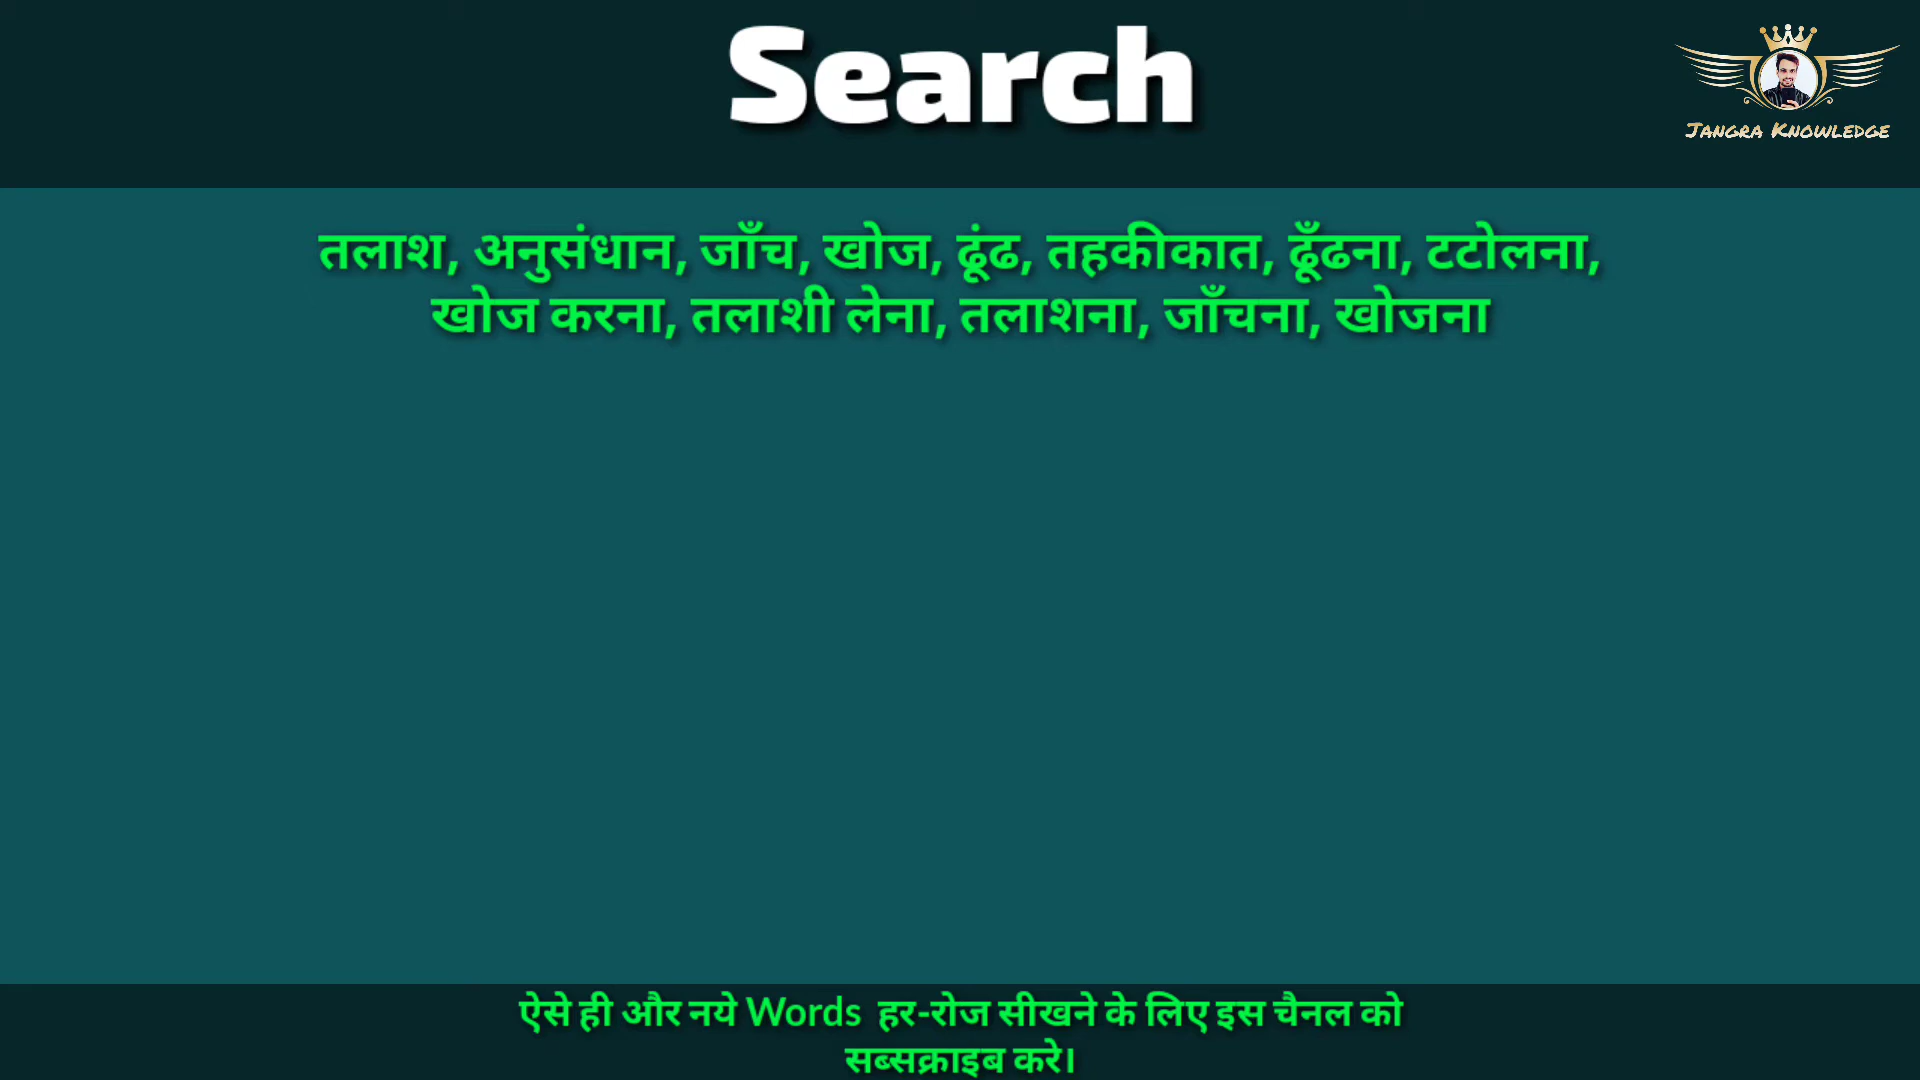 Search
JANGRA KNOWLEDGE
तलाश, अनुसंधान, जाँच, खोज, ढूंढ, तहकीकात, ढूँढना, टटोलना,
खोज करना, तलाशी लेना, तलाशना, जाँचना, खोजना
ऐसे ही और नये Words हर-रोज सीखने के लिए इस चैनल को
सब्सक्राइब करे।